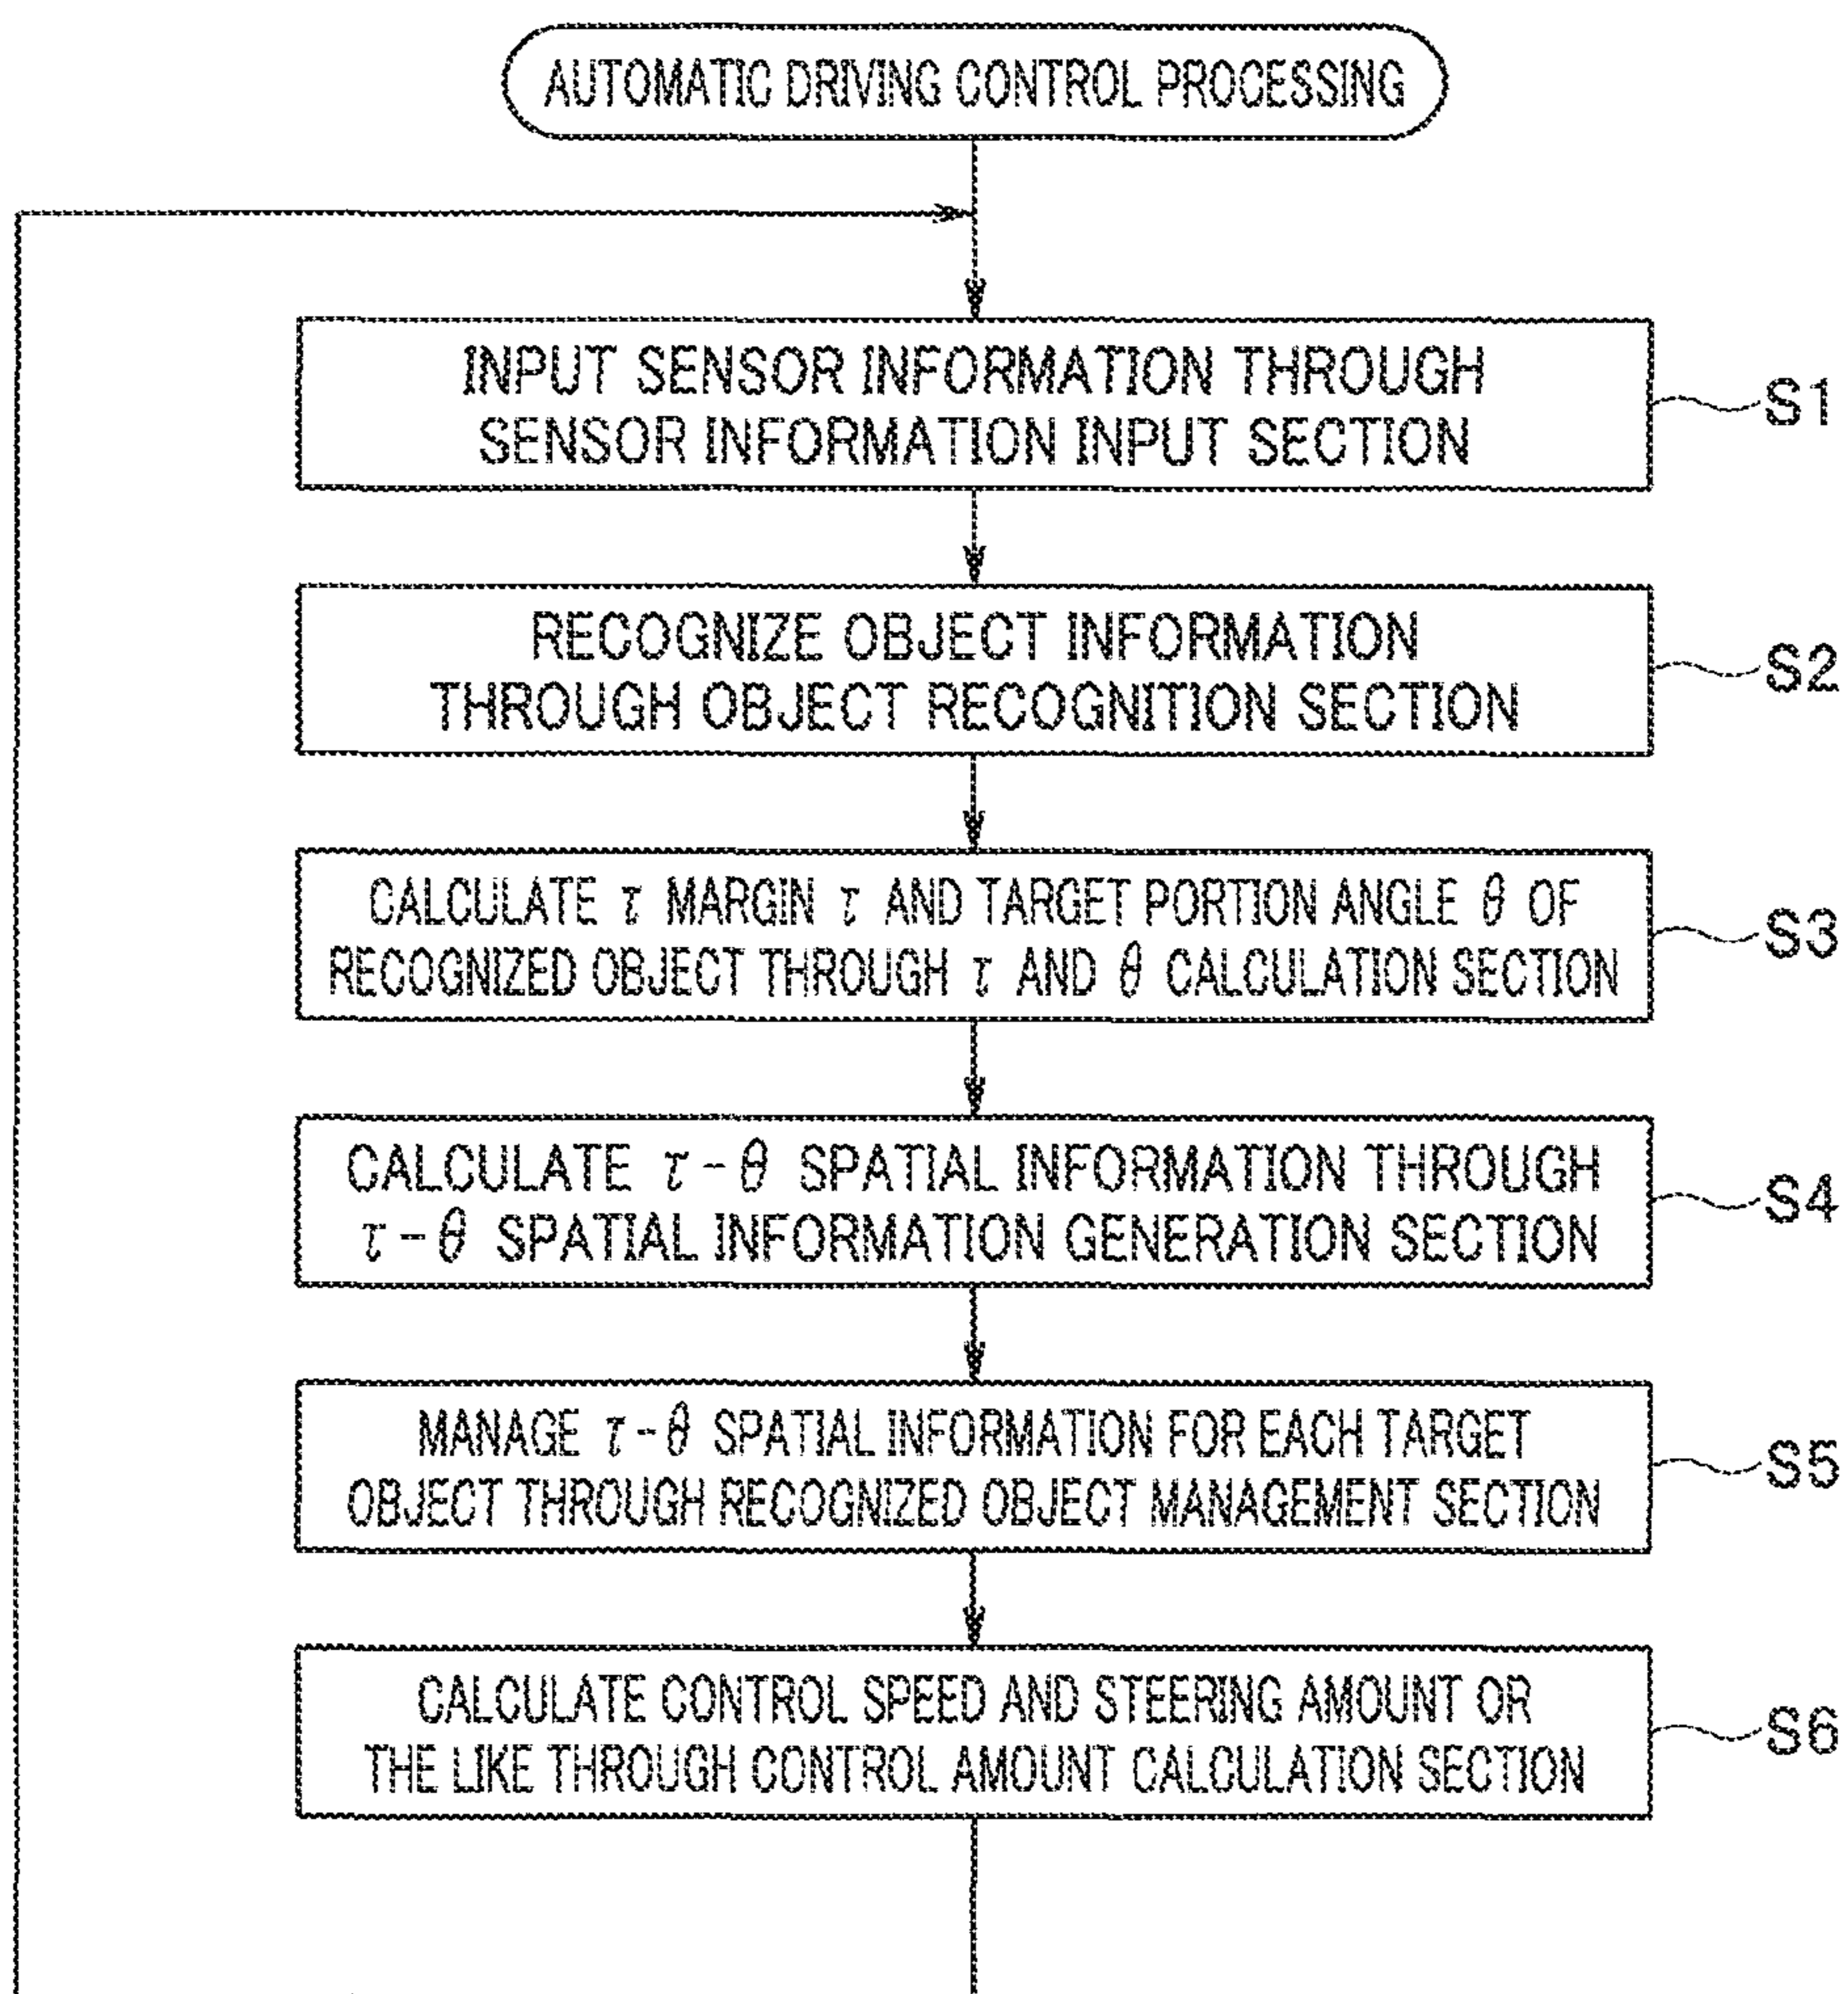 AUTOMATIC DRIVING CONTROL PROCESSING
INPUT SENSOR INFORMATION THROUGH
SENSOR INFORMATION INPUT SECTION
S1
RECOGNIZE OBJECT INFORMATION
THROUGH OBJECT RECOGNITION SECTION
S2
CALCULATE τ MARGIN τ AND TARGET PORTION ANGLE θ OF
RECOGNIZED OBJECT THROUGH τ AND θ CALCULATION SECTION
S3
CALCULATE τ-θ SPATIAL INFORMATION THROUGH
τ-θ SPATIAL INFORMATION GENERATION SECTION
S4
MANAGE τ-θ SPATIAL INFORMATION FOR EACH TARGET
OBJECT THROUGH RECOGNIZED OBJECT MANAGEMENT SECTION
S5
CALCULATE CONTROL SPEED AND STEERING AMOUNT OR
THE LIKE THROUGH CONTROL AMOUNT CALCULATION SECTION
S6